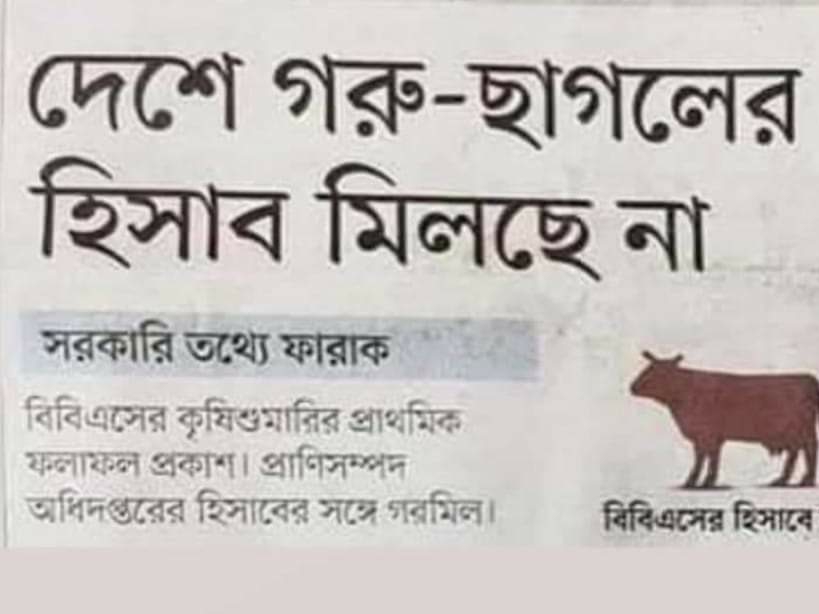 দেশে গরু-ছাগলের
হিসাব মিলছে না
সরকারি তথ্যে ফারাক
বিবিএসের কৃষিশুমারির প্রাথমিক
ফলাফল প্রকাশ। প্রাণিসম্পদ
অধিদপ্তরের হিসাবের সঙ্গে গরমিল।
বিবিএসের হিসাবে